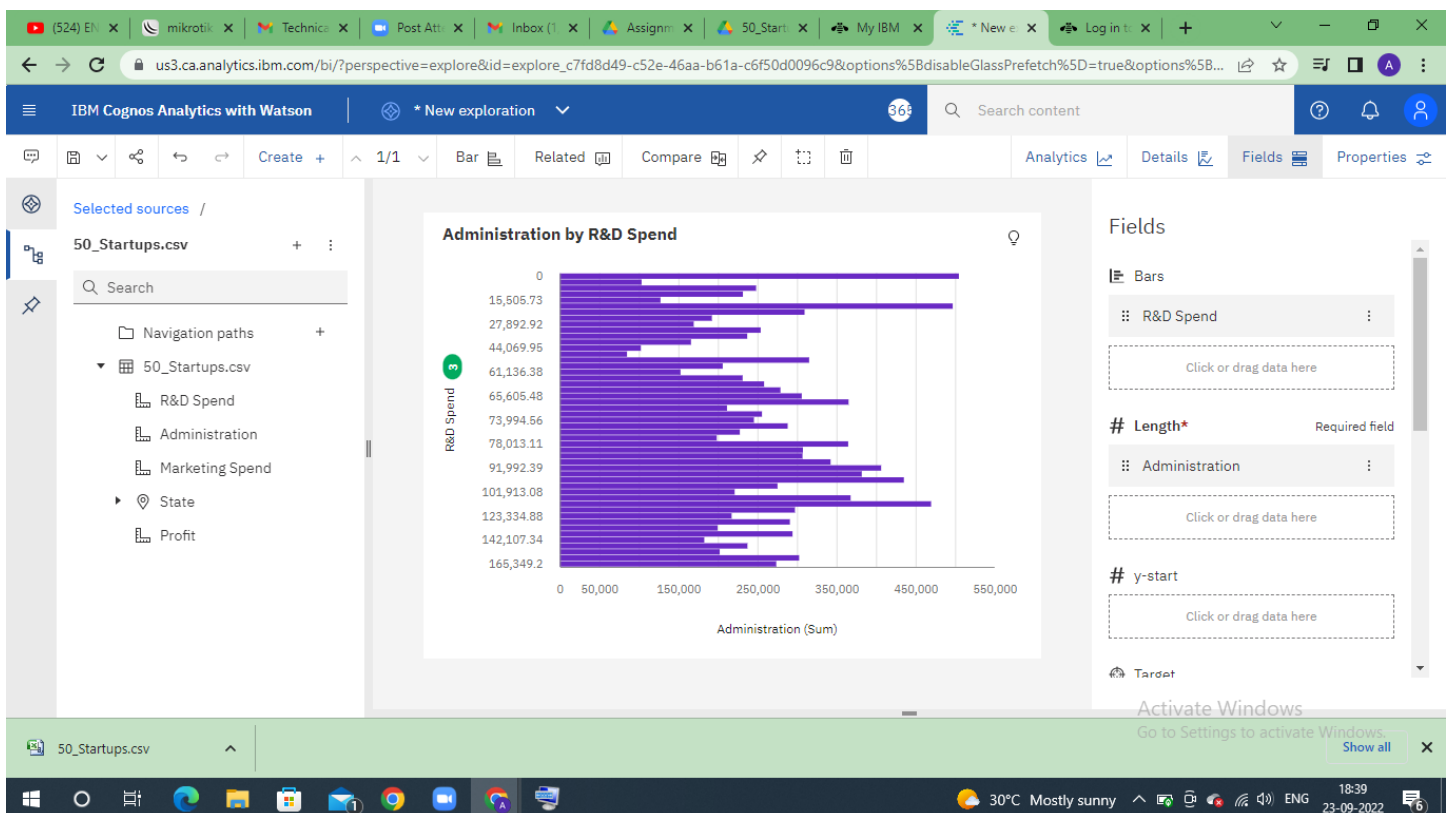 (524) EN
mikrotik
Technica
Post Atte
Inbox (1
Assignm
50_Start
My IBM
* New e
Log in to
us3.ca.analytics.ibm.com/bi/?perspective=explore&id=explore_c7fd8d49-c52e-46aa-b61a-c6f50d0096c9&options%5BdisableGlassPrefetch%5D=true&options%5B...
A
IBM Cognos Analytics with Watson
* New exploration
365
Search content
Create +
1/1
Bar
Related
Compare
Analytics
Details
Fields
Properties
Selected sources /
50_Startups.csv
Search
Navigation paths
50_Startups.csv
R&D Spend
Administration
Marketing Spend
State
Profit
Administration by R&D Spend
0
15,505.73
27,892.92
44,069.95
61,136.38
65,605.48
73,994.56
78,013.11
91,992.39
101,913.08
123,334.88
142,107.34
165,349.2
R&D Spend
3
0 50,000 150,000 250,000 350,000 450,000 550,000
Administration (Sum)
Fields
Bars
R&D Spend
Click or drag data here
# Length* Required field
Administration
Click or drag data here
# y-start
Click or drag data here
Target
Activate Windows
Go to Settings to activate Windows.
50_Startups.csv
Show all
1
A
30°C Mostly sunny
ENG
18:39
23-09-2022
6